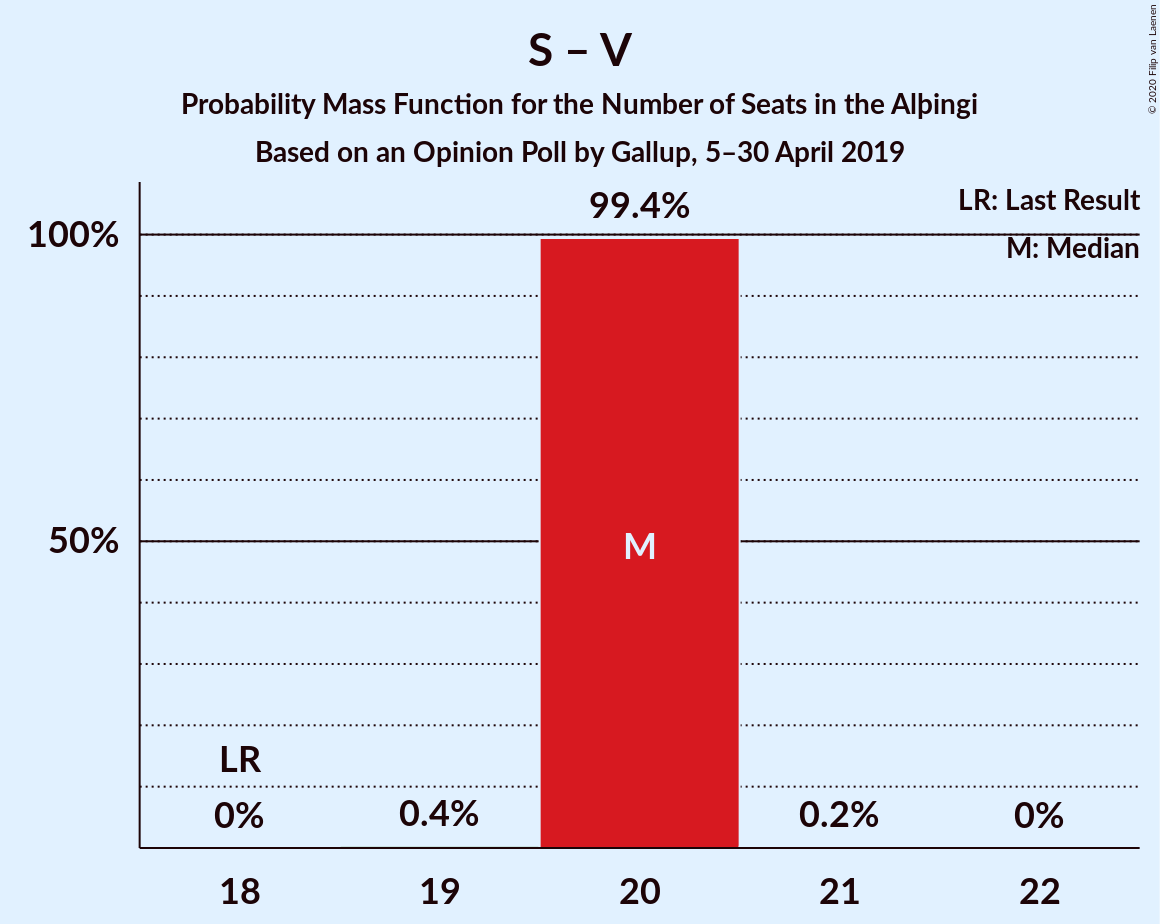 S – V
Probability Mass Function for the Number of Seats in the Alþingi
Based on an Opinion Poll by Gallup, 5–30 April 2019
© 2020 Filip van Laenen
LR: Last Result
M: Median
99.4%
100%
50%
M
LR
0%
0.4%
0.2%
0%
18
19
20
21
22